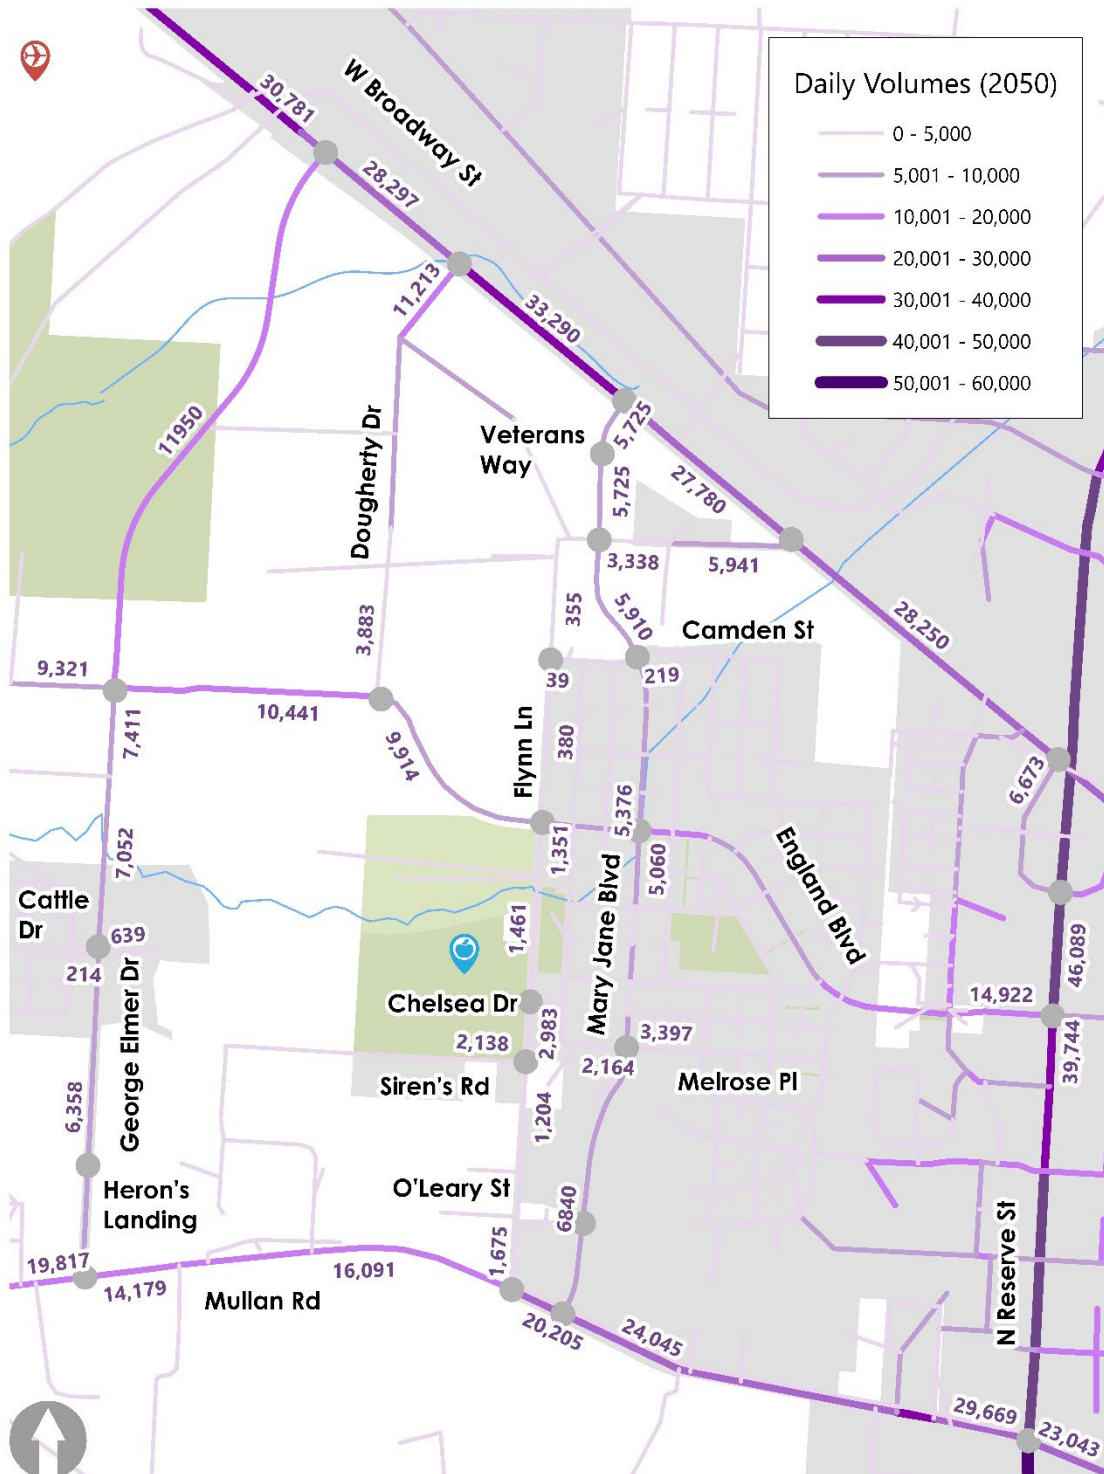 Daily Volumes (2050)
0 - 5,000
5,001 - 10,000
10,001 - 20,000
20,001 - 30,000
30,001 - 40,000
40,001 - 50,000
50,001 - 60,000
30,781
W Broadway St
28,297
11,213
33,290
11950
Dougherty Dr
Veterans
Way
5,725
5,725
27,780
3,338
5,941
355
5,910
Camden St
28,250
3,883
9,321
39
219
7,411
10,441
9,914
Flynn Ln
380
6,673
5,376
1,351
7,052
5,060
England Blvd
Cattle
Dr
639
214
1,461
Mary Jane Blvd
46,089
George Elmer Dr
Chelsea Dr
14,922
2,138
2,983
3,397
2,164
39,744
Siren's Rd
Melrose Pl
6,358
1,204
Heron's
Landing
O'Leary St
6840
N Reserve St
19,817
14,179
16,091
1,675
Mullan Rd
20,205
24,045
29,669
23,043